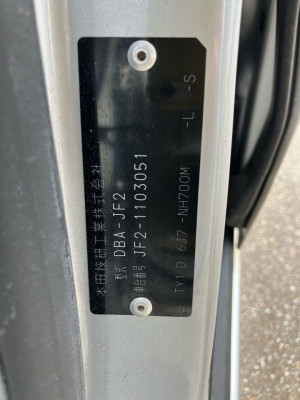 本田技研工業株式会社
型式 DBA-JF2
車台番号 JF2-1103051
TY1 D 6J7 -NH700M
-L -S